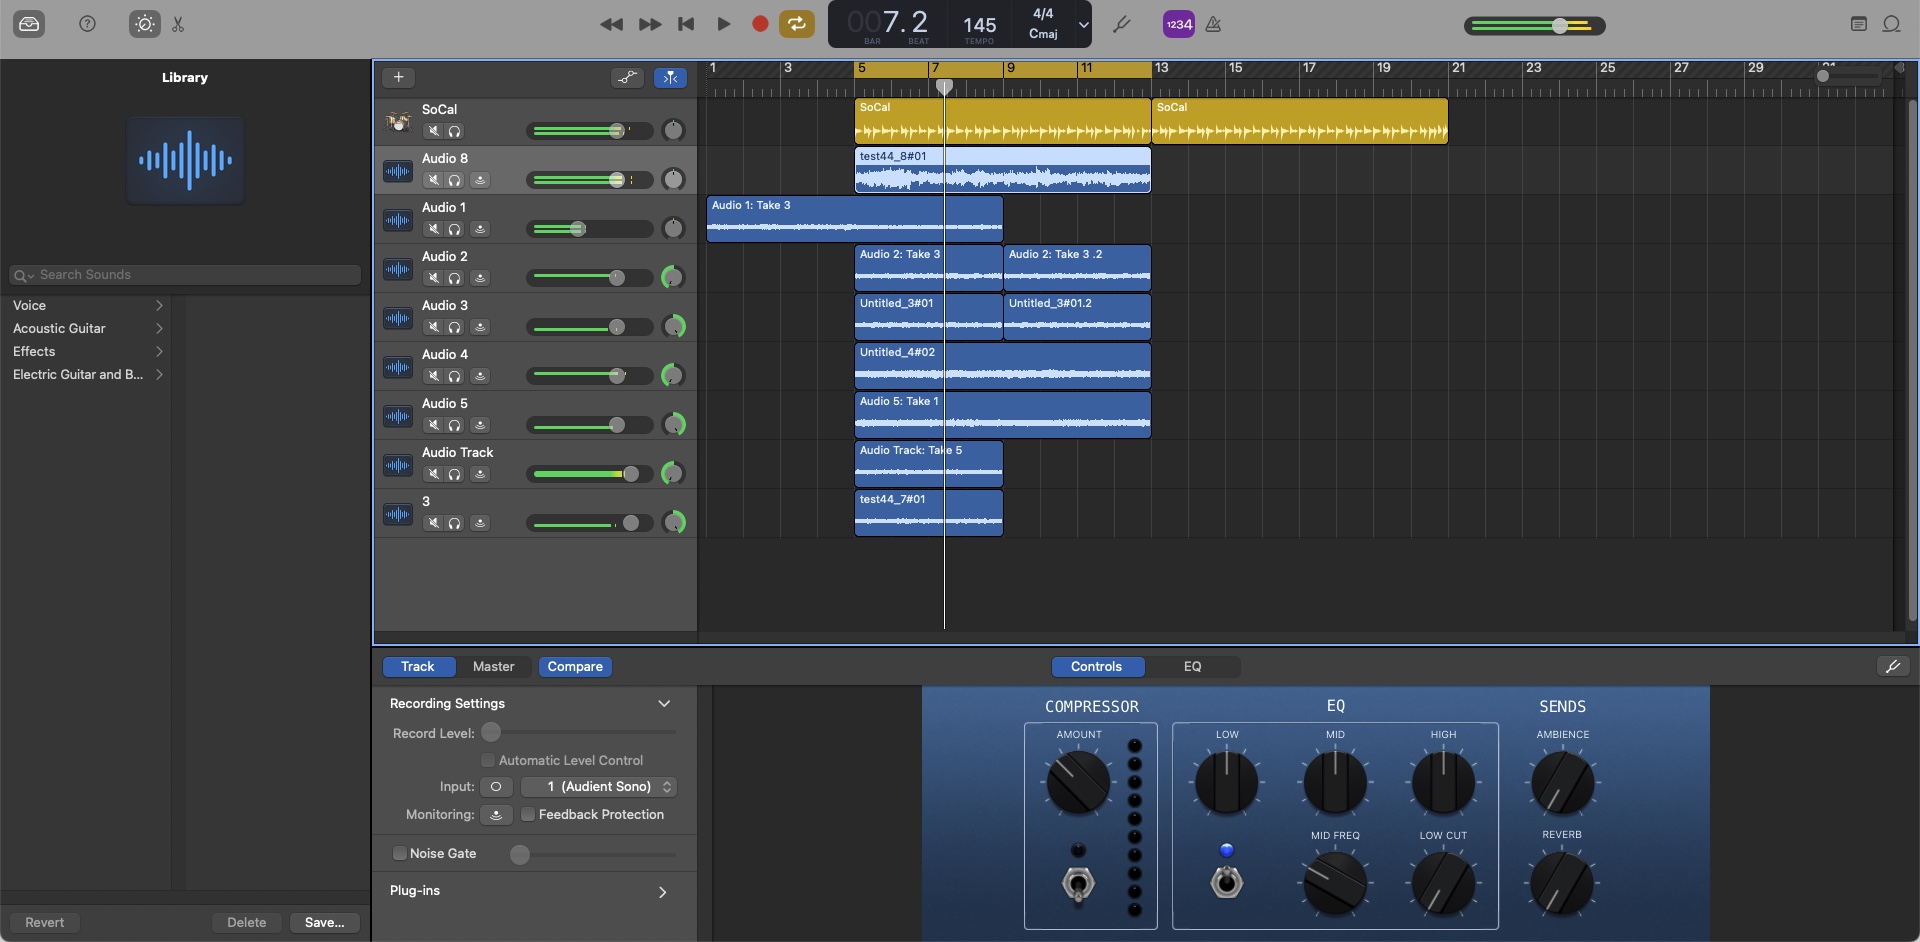 007.2
BAR BEAT
145
TEMPO
4/4
Cmaj
1234
Library
Search Sounds
Voice
Acoustic Guitar
Effects
Electric Guitar and B...
Revert
Delete
Save...
1 3 5 7 9 11 13 15 17 19 21 23 25 27 29 31
SoCal
Audio 8
Audio 1
Audio 2
Audio 3
Audio 4
Audio 5
Audio Track
3
SoCal
SoCal
test44_8#01
Audio 1: Take 3
Audio 2: Take 3
Audio 2: Take 3 .2
Untitled_3#01
Untitled_3#01.2
Untitled_4#02
Audio 5: Take 1
Audio Track: Take 5
test44_7#01
Track
Master
Compare
Controls
EQ
Recording Settings
Record Level:
Automatic Level Control
Input:
1 (Audient Sono)
Monitoring:
Feedback Protection
Noise Gate
Plug-ins
COMPRESSOR
AMOUNT
EQ
LOW
MID
HIGH
MID FREQ
LOW CUT
SENDS
AMBIENCE
REVERB